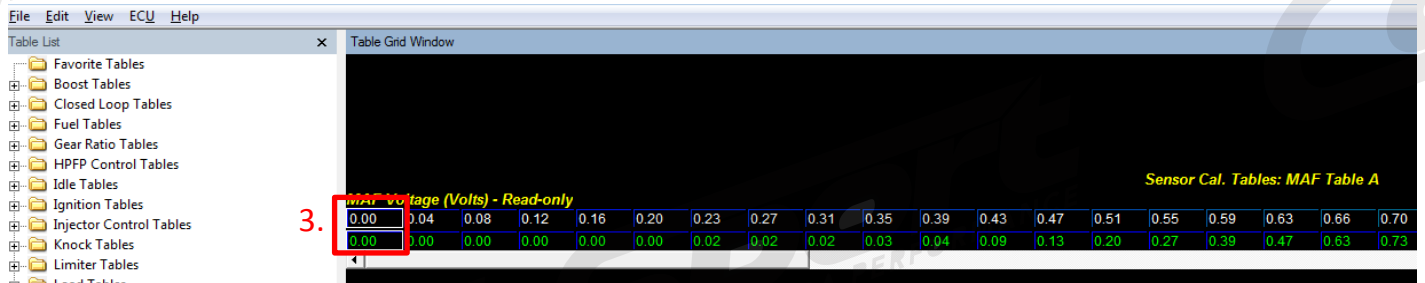 File Edit View ECU Help
Table List x Table Grid Window
Favorite Tables
Boost Tables
Closed Loop Tables
Fuel Tables
Gear Ratio Tables
HPFP Control Tables
Idle Tables
Ignition Tables
Injector Control Tables
Knock Tables
Limiter Tables
Load Tables
Sensor Cal. Tables: MAF Table A
MAF Voltage (Volts) - Read-only
3.
0.00 0.04 0.08 0.12 0.16 0.20 0.23 0.27 0.31 0.35 0.39 0.43 0.47 0.51 0.55 0.59 0.63 0.66 0.70
0.00 0.00 0.00 0.00 0.00 0.00 0.02 0.02 0.02 0.03 0.04 0.09 0.13 0.20 0.27 0.39 0.47 0.63 0.73